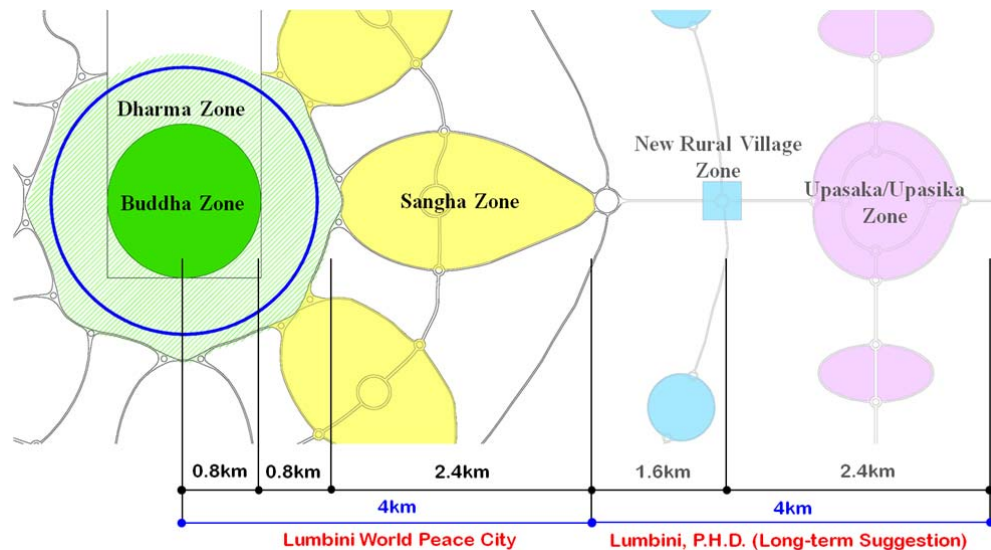 Dharma Zone
Buddha Zone
Sangha Zone
New Rural Village
Zone
Upasaka/Upasika
Zone
0.8km
0.8km
2.4km
1.6km
2.4km
4km
4km
Lumbini World Peace City
Lumbini, P.H.D. (Long-term Suggestion)